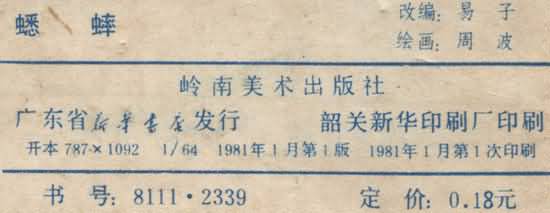 改编：易子
蟋蟀
绘画：周波
岭南美术出版社
广东省新华书店发行 韶关新华印刷厂印刷
开本 787×1092 1/64 1981年1月第1版 1981年1月第1次印刷
书号：8111·2339 定价：0.18元